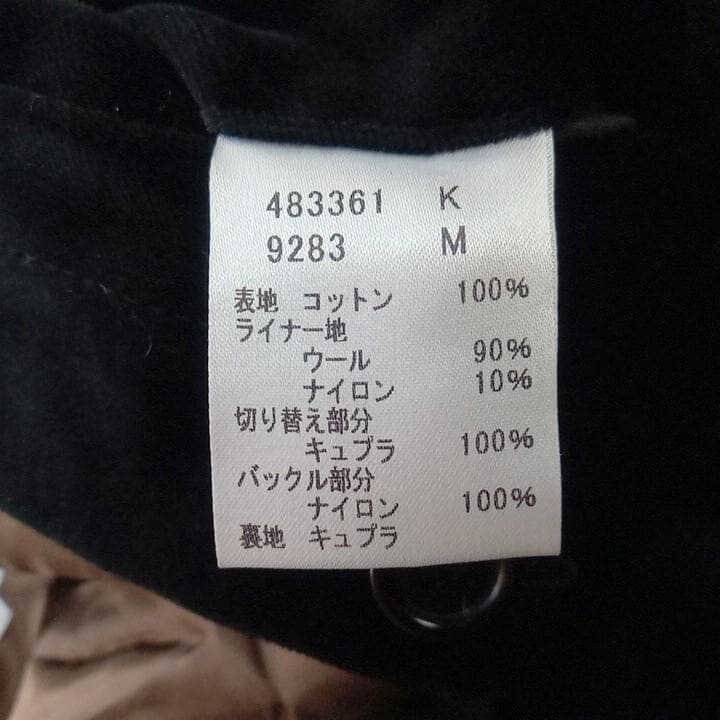 483361 K
9283 M
表地 コットン 100%
ライナー地
ウール 90%
ナイロン 10%
切り替え部分
キュプラ 100%
バックル部分
ナイロン 100%
裏地 キュプラ